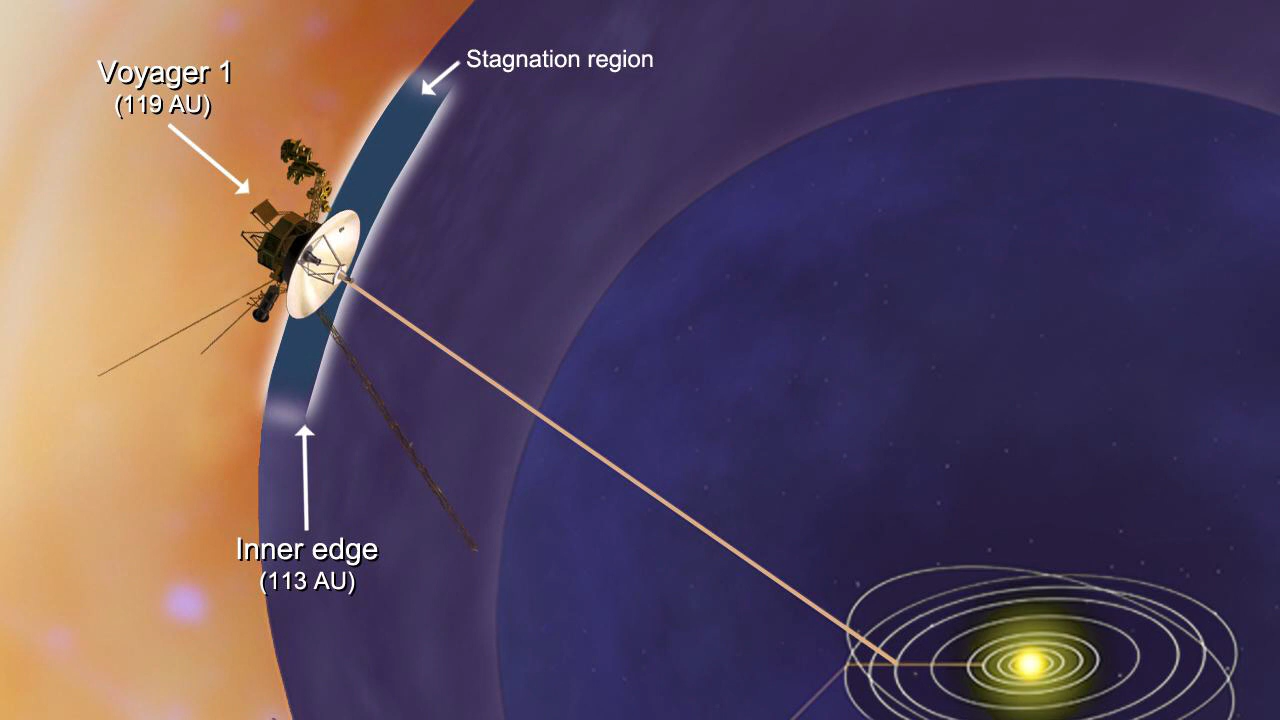 Stagnation region
Voyager 1
(119 AU)
Inner edge
(113 AU)